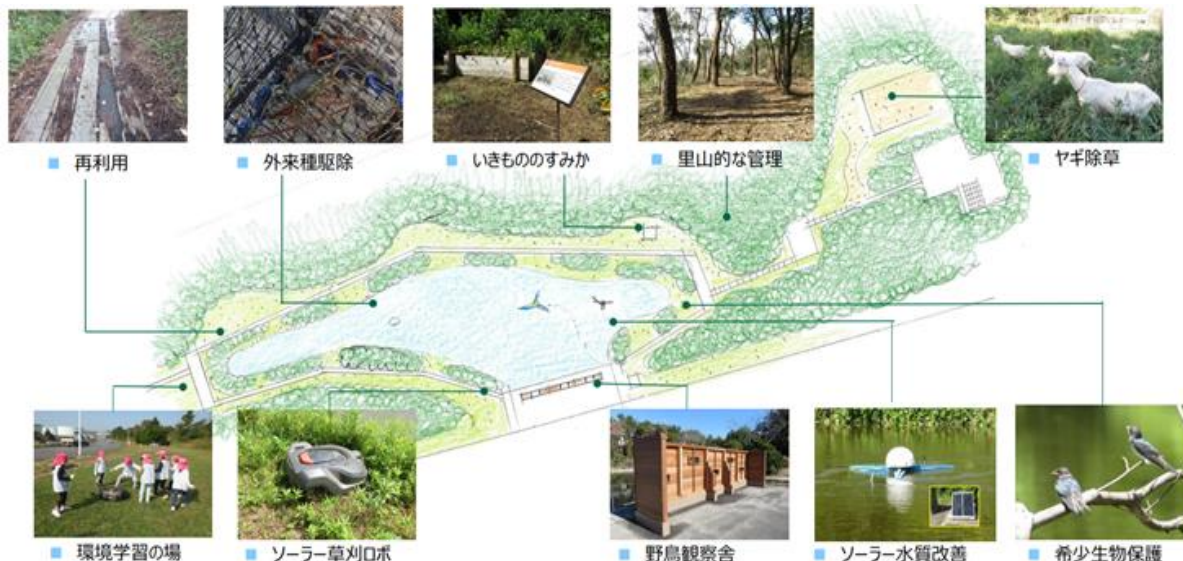 再利用
外来種駆除
いきもののすみか
里山的な管理
ヤギ除草
環境学習の場
ソーラー草刈ロボ
野鳥観察舎
ソーラー水質改善
希少生物保護